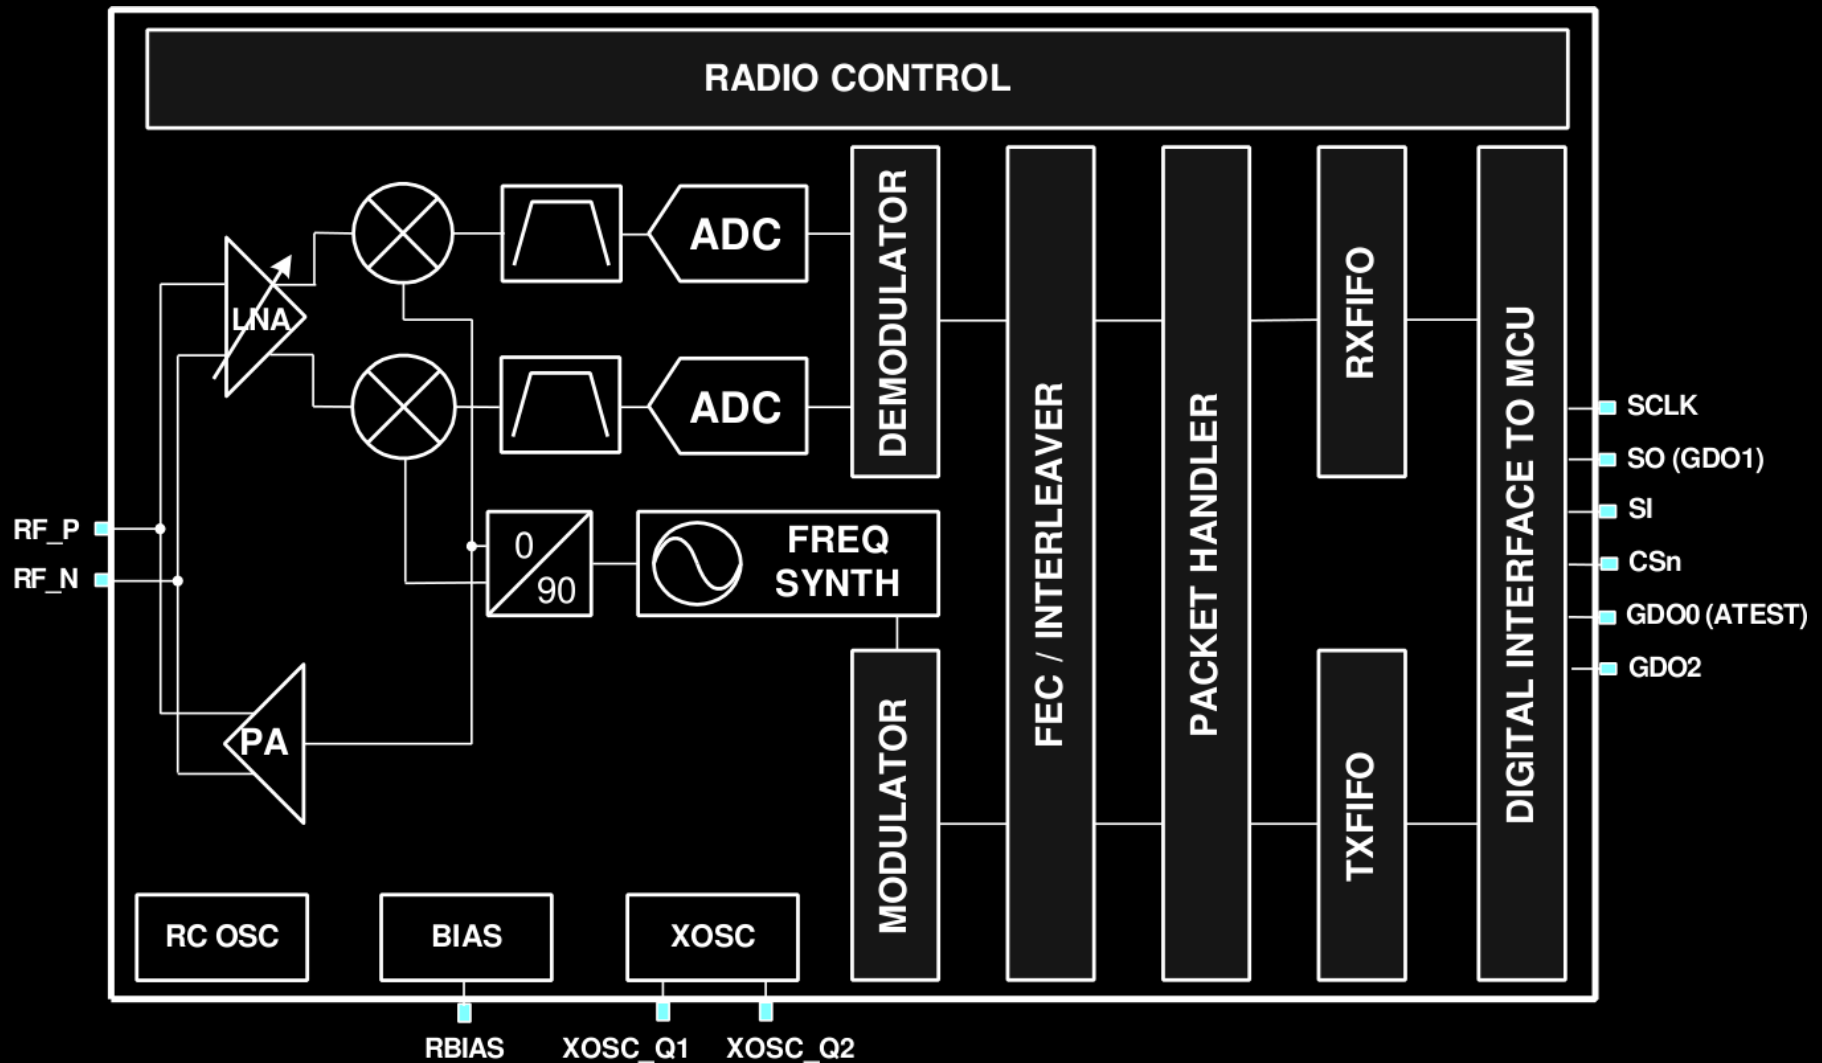 RADIO CONTROL
LNA
ADC
ADC
DEMODULATOR
FEC / INTERLEAVER
PACKET HANDLER
RXFIFO
DIGITAL INTERFACE TO MCU
SCLK
SO (GDO1)
SI
CSn
GDO0 (ATEST)
GDO2
RF_P
RF_N
0
90
FREQ
SYNTH
PA
MODULATOR
TXFIFO
RC OSC
BIAS
XOSC
RBIAS
XOSC_Q1
XOSC_Q2